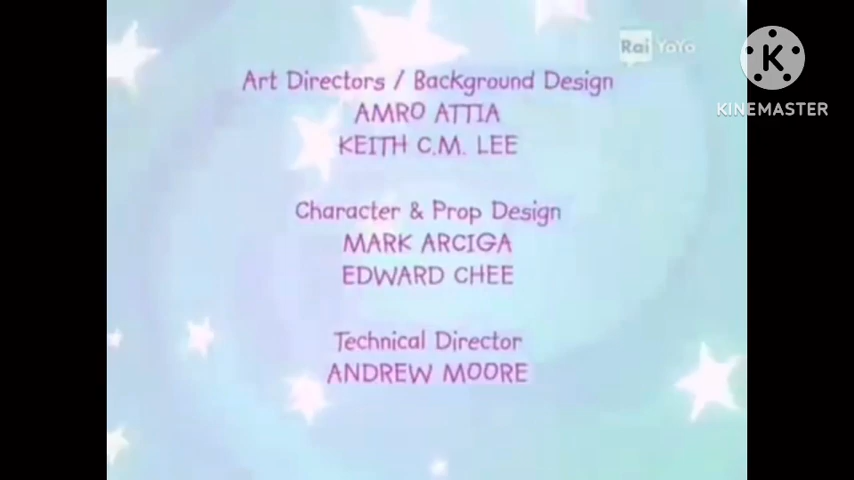 Rai YoYo
K
KINEMASTER
Art Directors / Background Design
AMRO ATTIA
KEITH C.M. LEE
Character & Prop Design
MARK ARCIGA
EDWARD CHEE
Technical Director
ANDREW MOORE